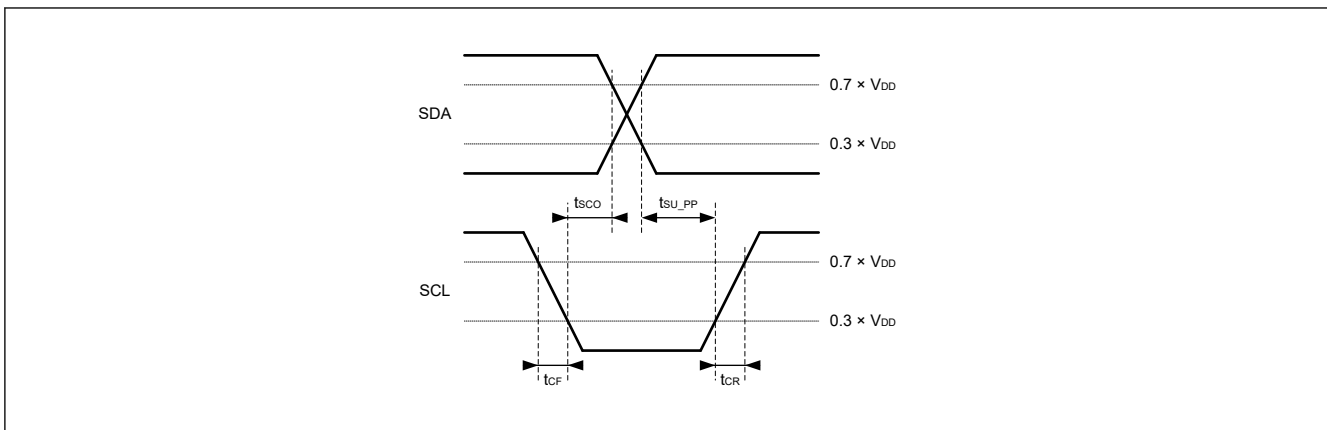 0.7 × VDD
SDA
0.3 × VDD
tSCO
tSU_PP
0.7 × VDD
SCL
0.3 × VDD
tCF
tCR